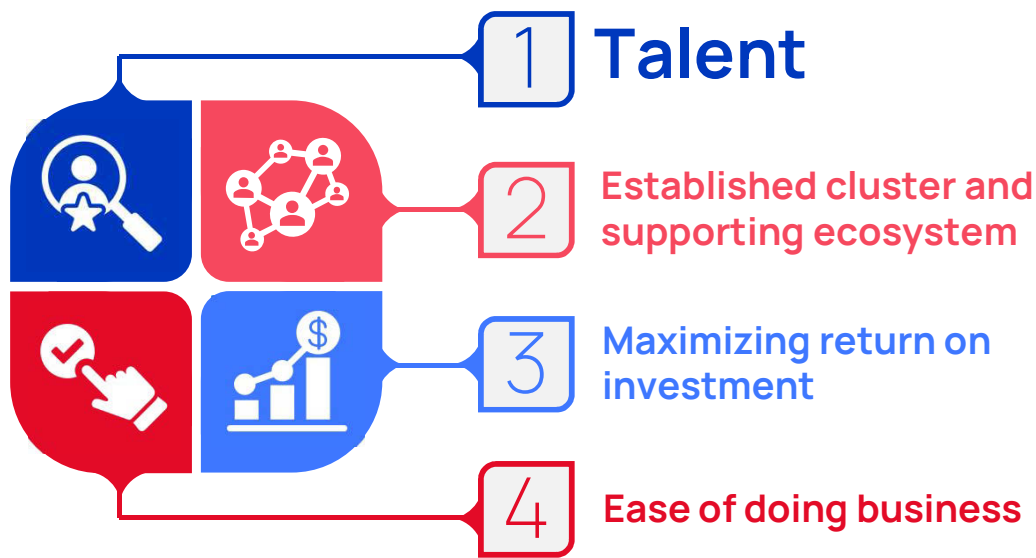 1
Talent
2
Established cluster and
supporting ecosystem
3
Maximizing return on
investment
$
4
Ease of doing business